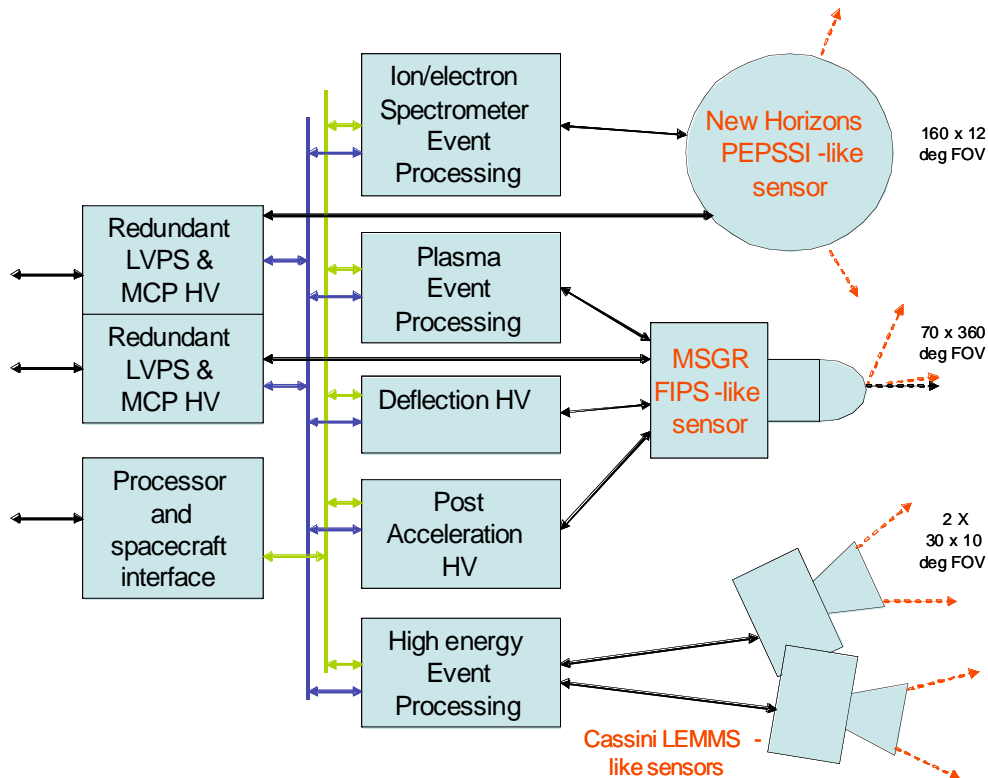 Ion/electron
Spectrometer
Event
Processing
New Horizons
PEPSSI -like
sensor
160 x 12
deg FOV
Redundant
LVPS &
MCP HV
Redundant
LVPS &
MCP HV
Plasma
Event
Processing
MSGR
FIPS -like
sensor
70 x 360
deg FOV
Deflection HV
Processor
and
spacecraft
interface
Post
Acceleration
HV
2 X
30 x 10
deg FOV
High energy
Event
Processing
Cassini LEMMS -
like sensors